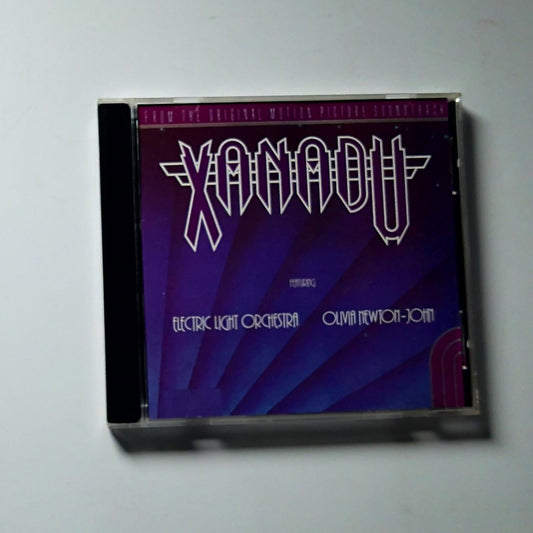 FROM THE ORIGINAL MOTION PICTURE SOUNDTRACK
XANADU
FEATURING
ELECTRIC LIGHT ORCHESTRA OLIVIA NEWTON-JOHN